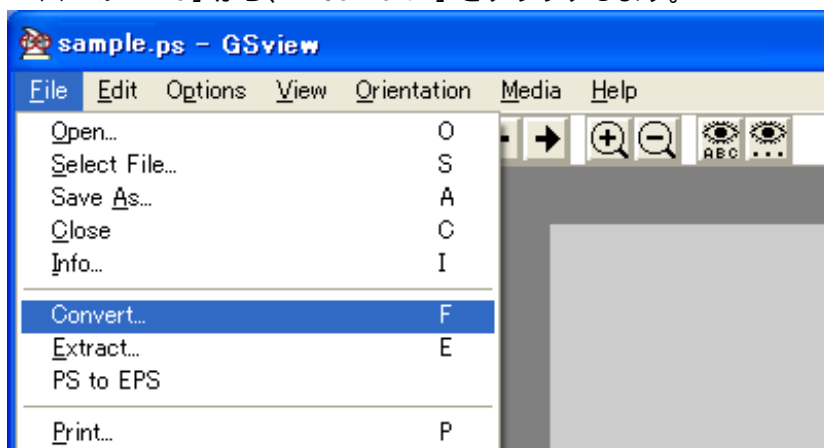 sample.ps - GSview
File Edit Options View Orientation Media Help
Open... O
Select File... S
ABC
Save As... A
Close C
Info... I
Convert... F
Extract... E
PS to EPS
Print... P